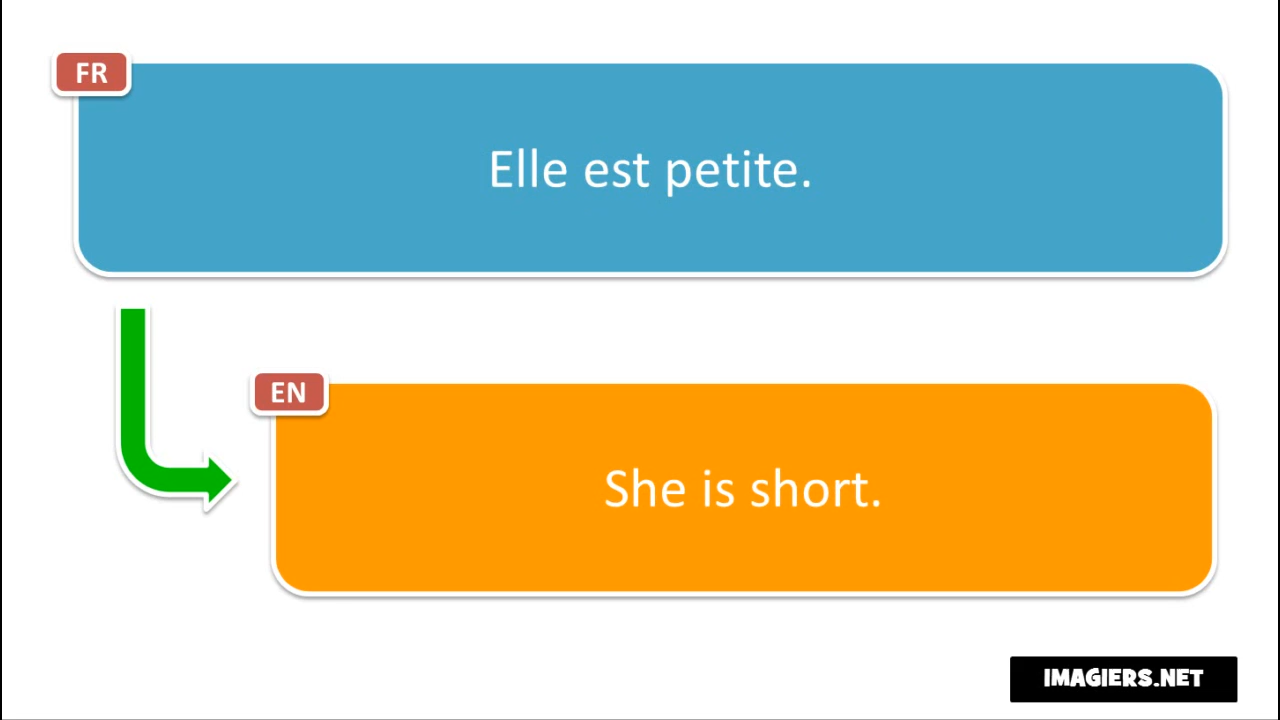 FR
Elle est petite.
EN
She is short.
IMAGIERS.NET